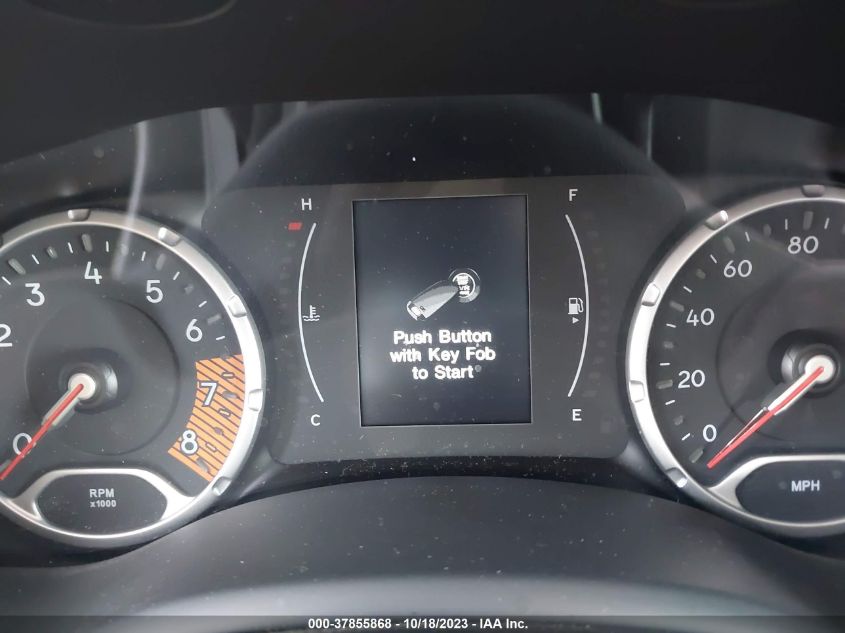 H
F
2 3 4 5 6 7 8 0
Push Button
with Key Fob
to Start
C
E
0 20 40 60 80
RPM
x1000
MPH
000-37855868 - 10/18/2023 - IAA Inc.